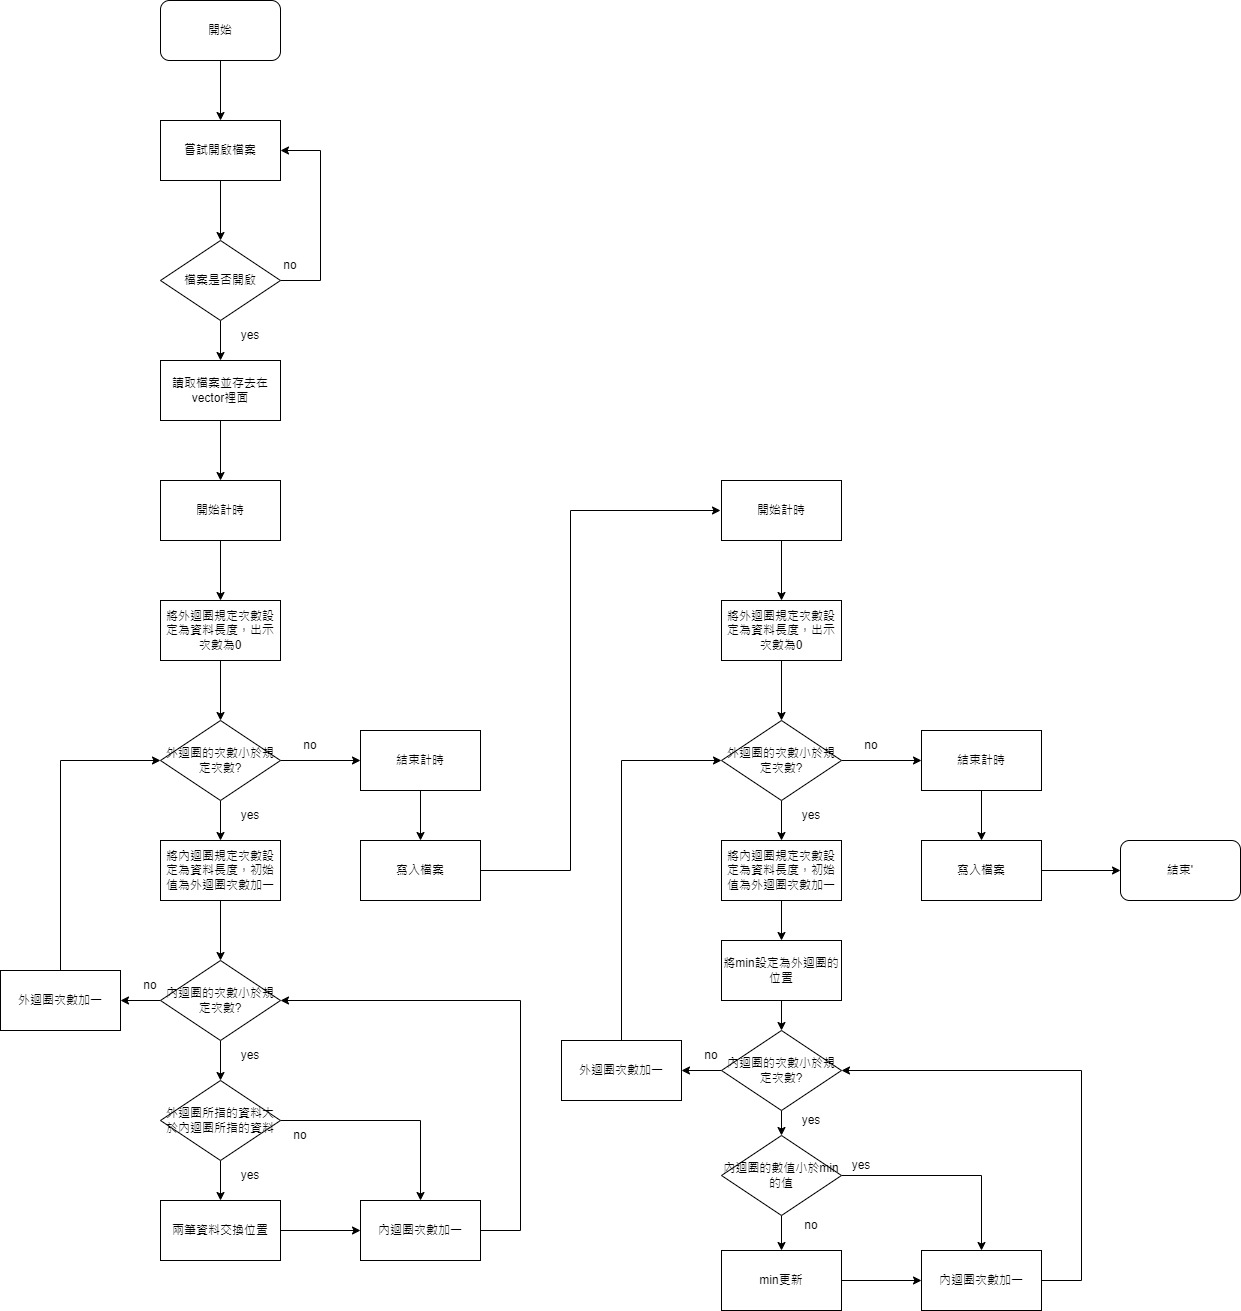 開始
嘗試開啟檔案
檔案是否開啟
no
yes
讀取檔案並存去在
vector裡面
開始計時
將外迴圈規定次數設
定為資料長度，出示
次數為0
外迴圈的次數小於規
定次數?
no
結束計時
yes
將內迴圈規定次數設
定為資料長度，初始
值為外迴圈次數加一
寫入檔案
內迴圈的次數小於規
定次數?
no
外迴圈次數加一
yes
外迴圈所指的資料大
於內迴圈所指的資料
no
yes
兩筆資料交換位置
內迴圈次數加一
開始計時
將外迴圈規定次數設
定為資料長度，出示
次數為0
外迴圈的次數小於規
定次數?
no
結束計時
yes
將內迴圈規定次數設
定為資料長度，初始
值為外迴圈次數加一
寫入檔案
結束'
將min設定為外迴圈的
位置
內迴圈的次數小於規
定次數?
no
外迴圈次數加一
yes
內迴圈的數值小於min
的值
yes
no
min更新
內迴圈次數加一